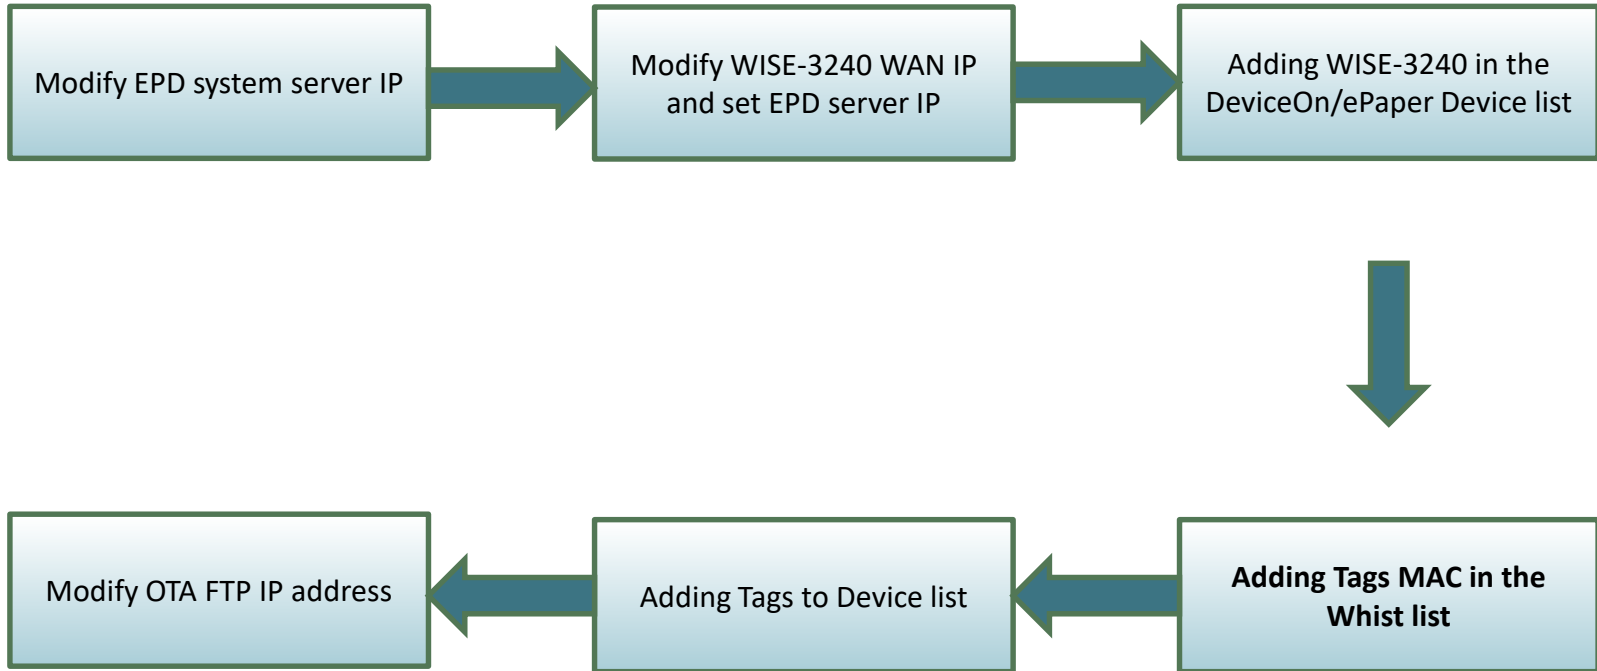 Modify EPD system server IP
Modify WISE-3240 WAN IP
and set EPD server IP
Adding WISE-3240 in the
DeviceOn/ePaper Device list
Adding Tags MAC in the
Whist list
Adding Tags to Device list
Modify OTA FTP IP address